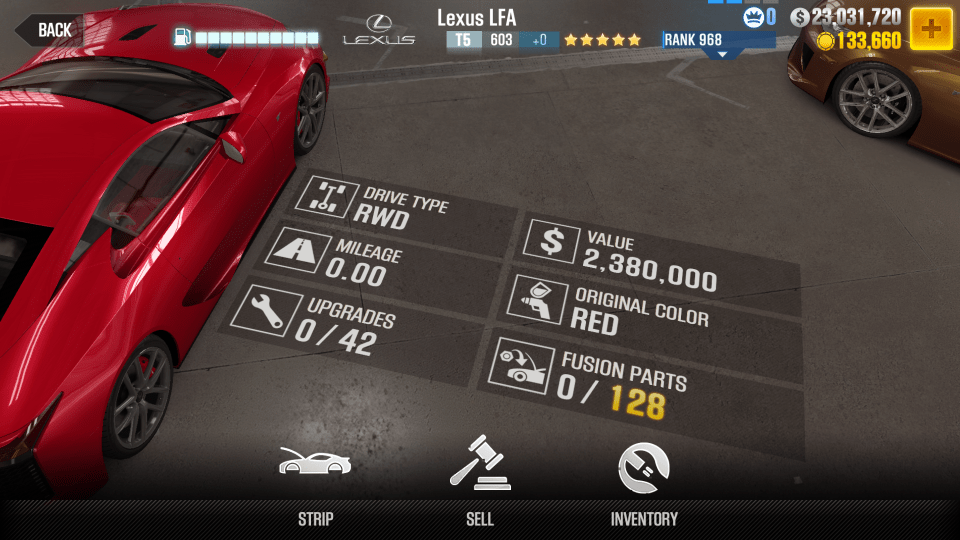 BACK
LEXUS
Lexus LFA
T5 603 +0
RANK 968
0 $ 23,031,720
133,660
DRIVE TYPE
RWD
MILEAGE
0.00
UPGRADES
0 / 42
$ VALUE
2,380,000
ORIGINAL COLOR
RED
FUSION PARTS
0 / 128
STRIP
SELL
INVENTORY